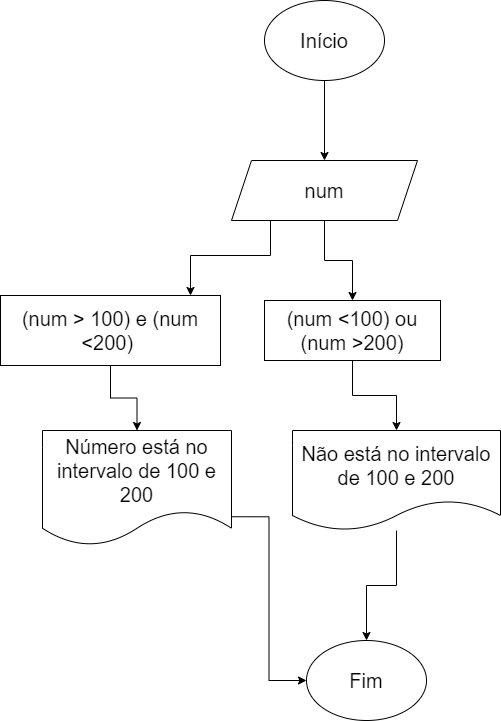 Início
num
(num > 100) e (num
<200)
(num <100) ou
(num >200)
Número está no
intervalo de 100 e
200
Não está no intervalo
de 100 e 200
Fim